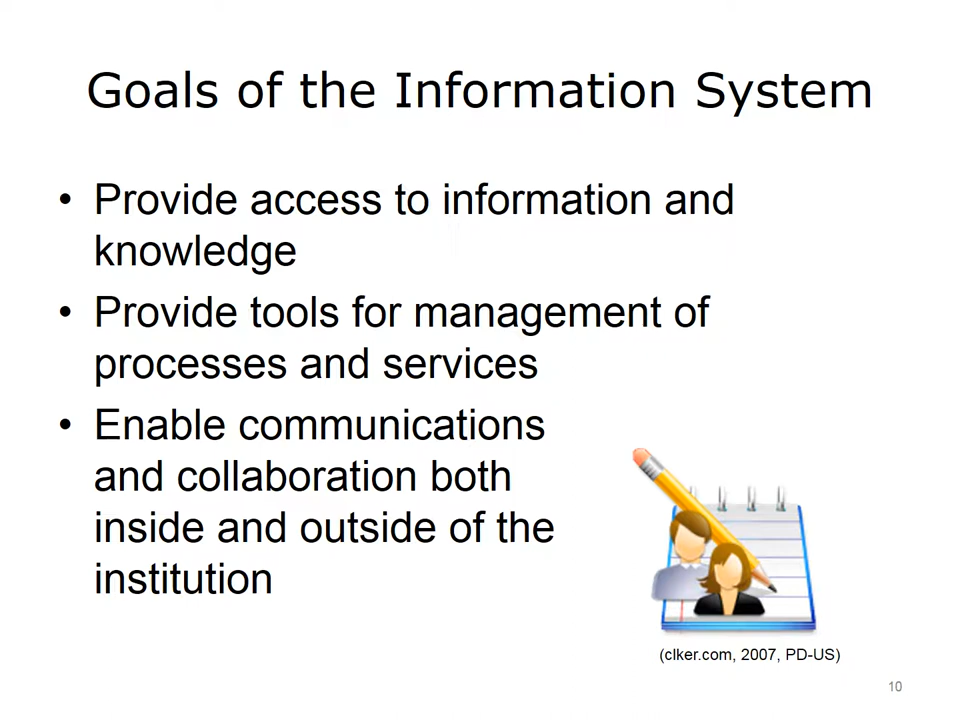 Goals of the Information System
• Provide access to information and
knowledge
• Provide tools for management of
processes and services
• Enable communications
and collaboration both
inside and outside of the
institution
(clker.com, 2007, PD-US)
10